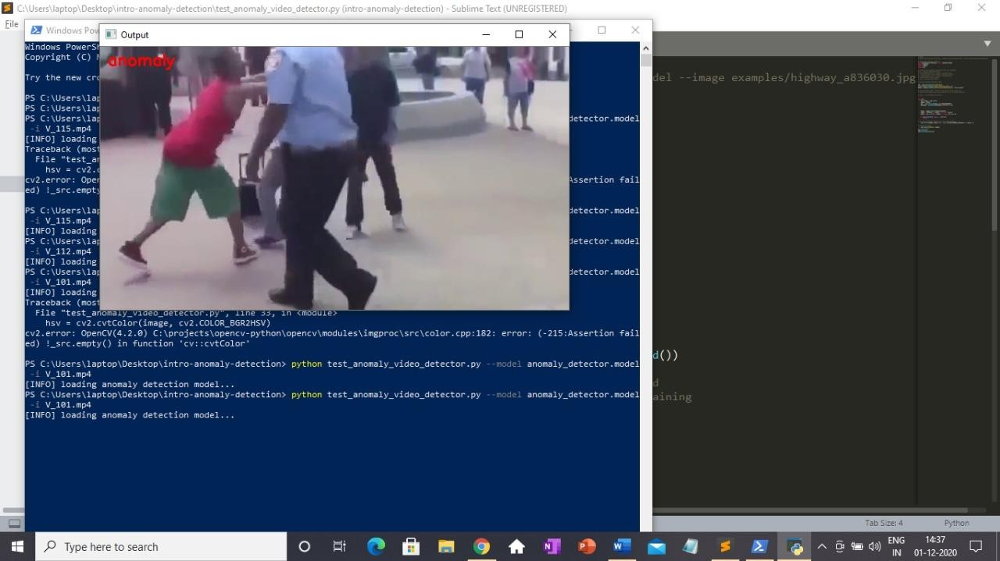 C:\Users\laptop\Desktop\intro-anomaly-detection\test_anomaly_video_detector.py (intro-anomaly-detection) - Sublime Text (UNREGISTERED)
File
Windows Pow
Output
anomaly
Windows PowerSh
Copyright (C)
Try the new cro
del --image examples/highway_a836030.jpg
PS C:\Users\lap
PS C:\Users\lap
PS C:\Users\lap
detector.model
-i V_115.mp4
[INFO] loading
Traceback (most
File "test_an
hsv = cv2.c
cv2.error: OpenC
Assertion fail
ed) !_src.empty
PS C:\Users\lap
detector.model
-i V_115.mp4
[INFO] loading
PS C:\Users\lap
detector.model
-i V_112.mp4
[INFO] loading
PS C:\Users\lap
detector.model
-i V_101.mp4
[INFO] loading
Traceback (most
File "test_anomaly_video_detector.py", line 33, in <module>
hsv = cv2.cvtColor(image, cv2.COLOR_BGR2HSV)
cv2.error: OpenCV(4.2.0) C:\projects\opencv-python\opencv\modules\imgproc\src\color.cpp:182: error: (-215:Assertion fail
ed) !_src.empty() in function 'cv::cvtColor'
d())
PS C:\Users\laptop\Desktop\intro-anomaly-detection> python test_anomaly_video_detector.py --model anomaly_detector.model
-i V_101.mp4
[INFO] loading anomaly detection model...
d
PS C:\Users\laptop\Desktop\intro-anomaly-detection> python test_anomaly_video_detector.py --model anomaly_detector.model
aining
-i V_101.mp4
[INFO] loading anomaly detection model...
Tab Size: 4
Python
Type here to search
ENG
IN
14:37
01-12-2020